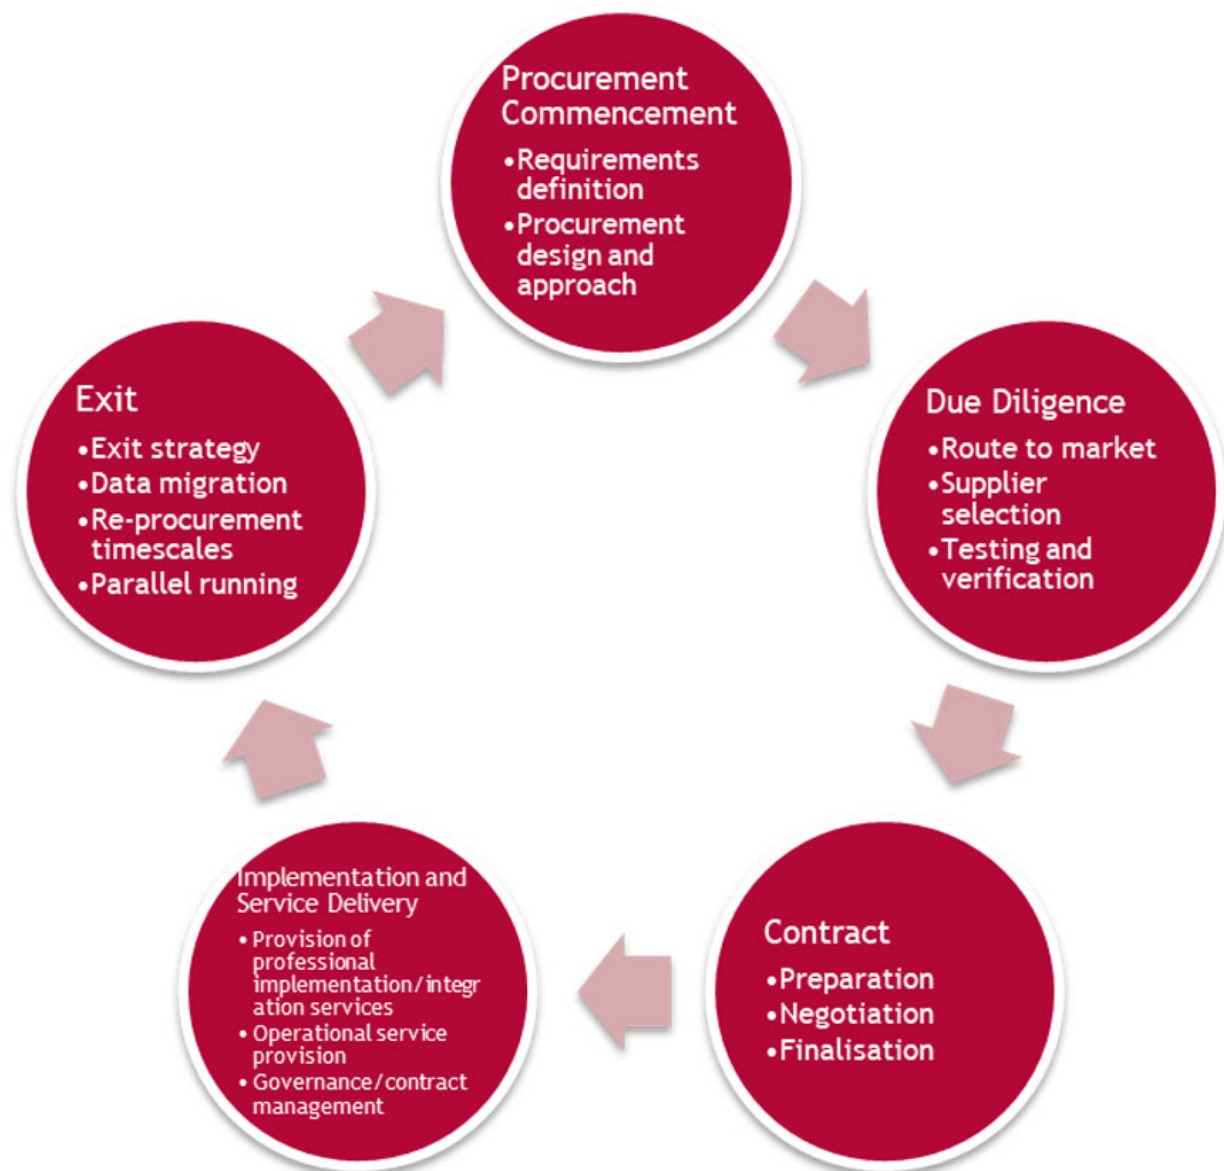 Procurement
Commencement
•Requirements
definition
•Procurement
design and
approach
Due Diligence
•Route to market
•Supplier
selection
•Testing and
verification
Contract
•Preparation
•Negotiation
•Finalisation
Implementation and
Service Delivery
• Provision of
professional
implementation/integr
ation services
• Operational service
provision
• Governance/contract
management
Exit
•Exit strategy
•Data migration
•Re-procurement
timescales
•Parallel running